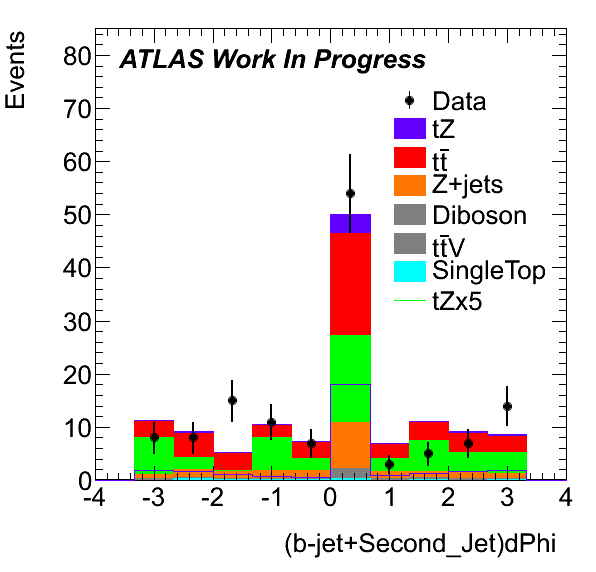 Events
80
70
60
50
40
30
20
10
0
ATLAS Work In Progress
Data
tZ
tt̄
Z+jets
Diboson
tt̄V
SingleTop
tZx5
-4 -3 -2 -1 0 1 2 3 4
(b-jet+Second_Jet)dPhi